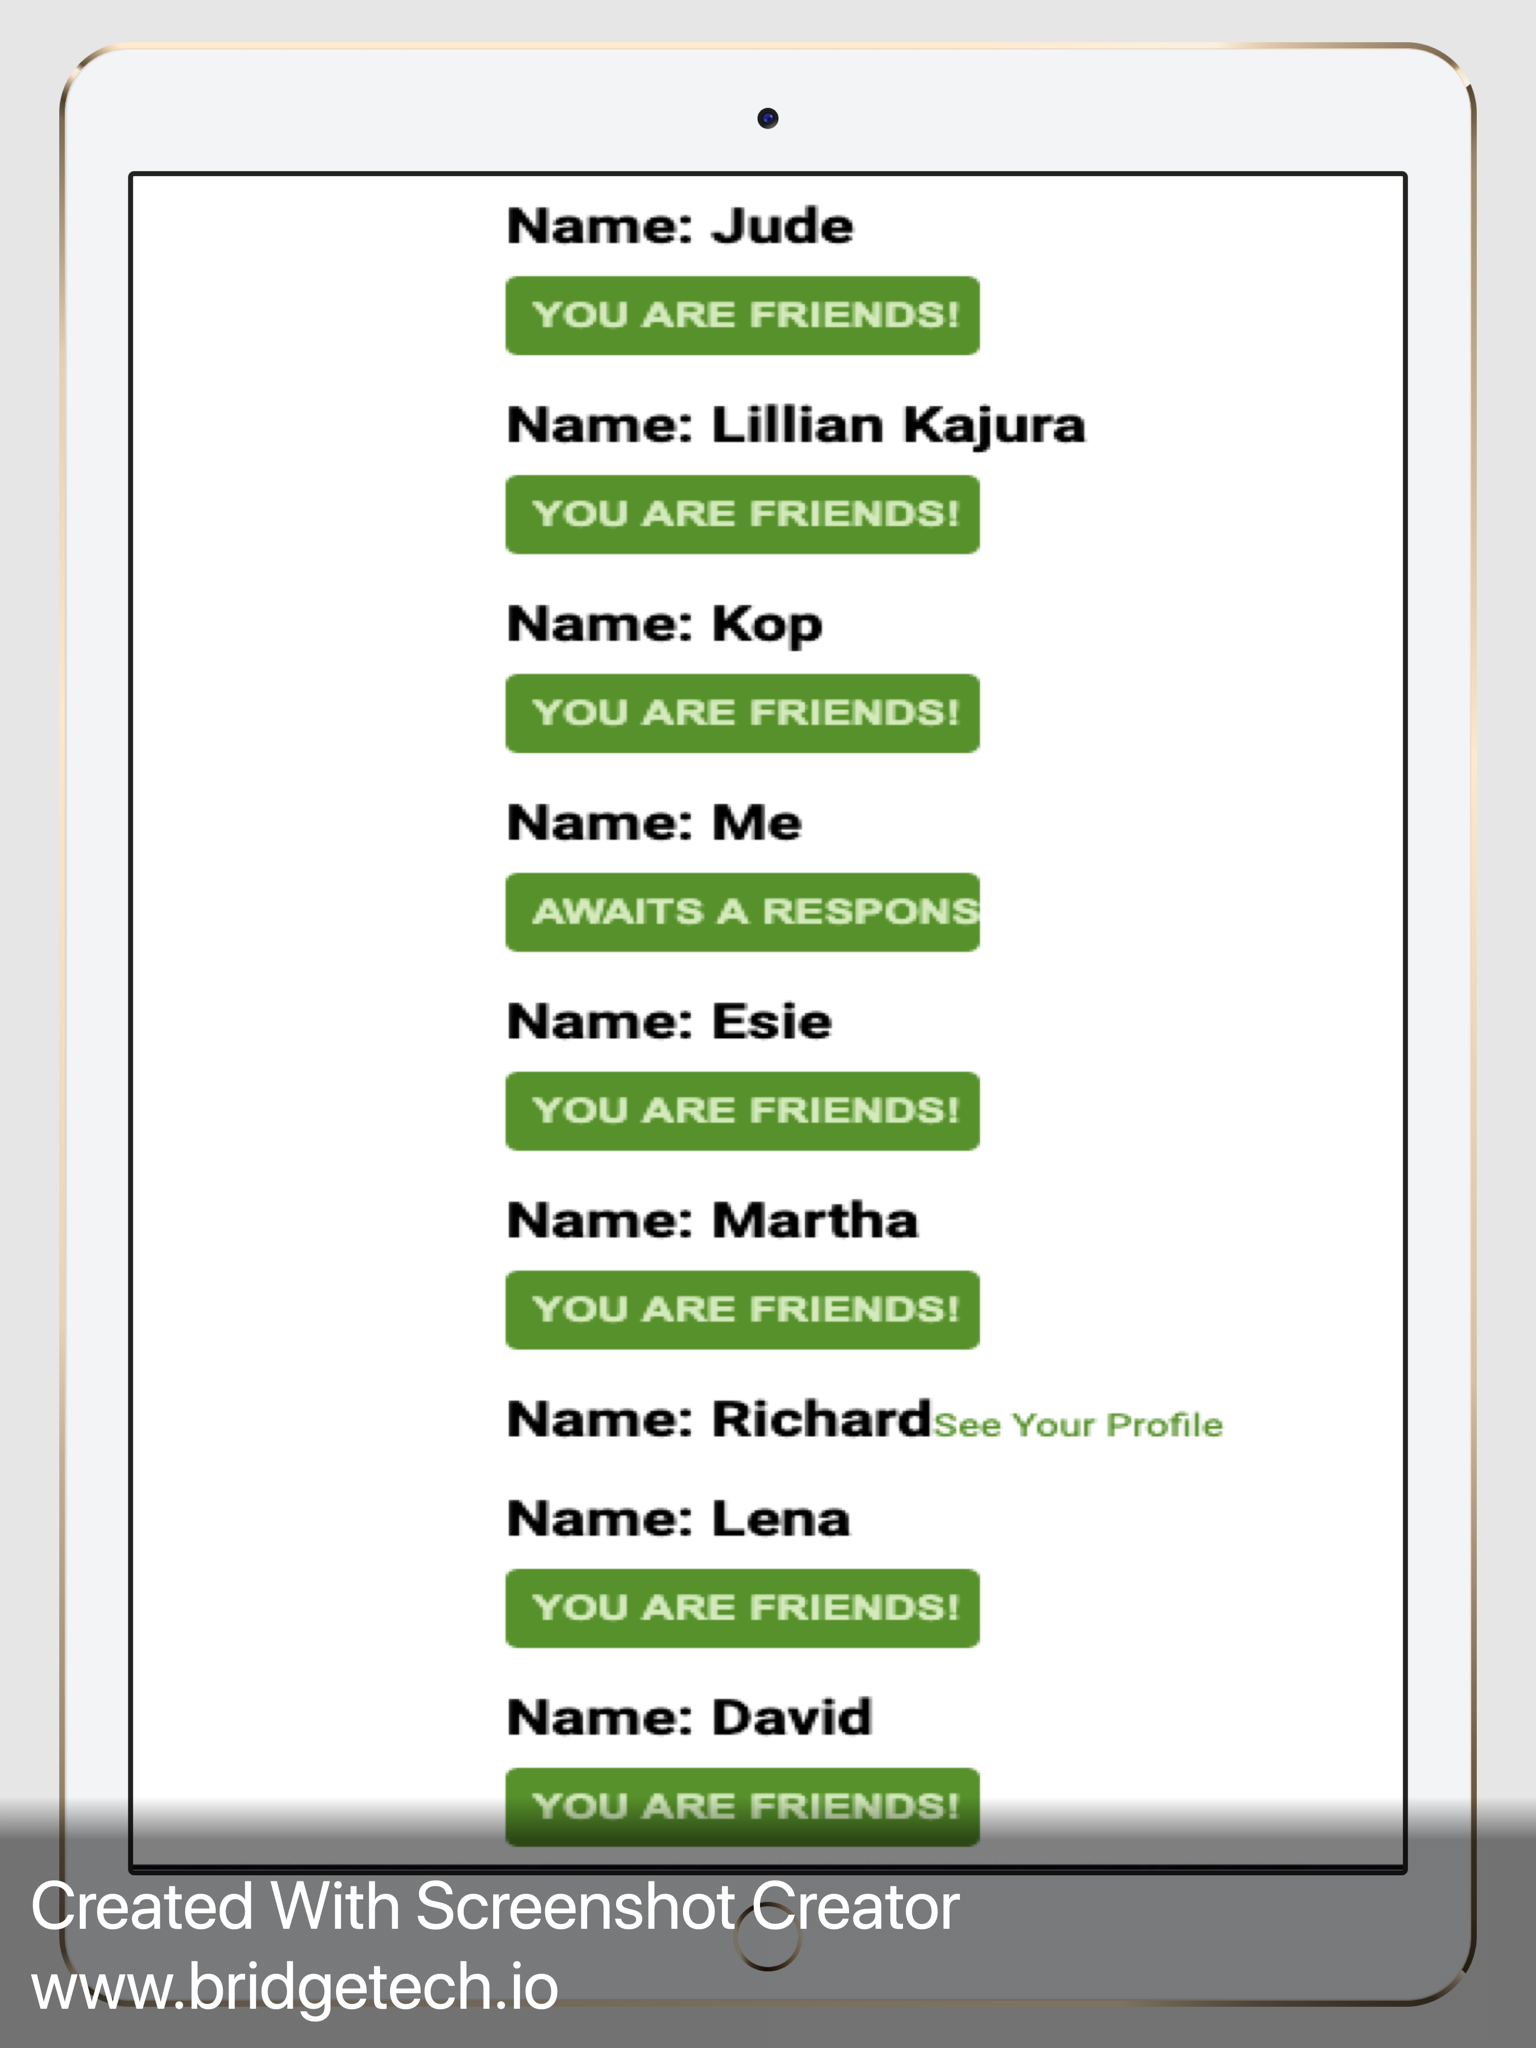 Name: Jude
YOU ARE FRIENDS!
Name: Lillian Kajura
YOU ARE FRIENDS!
Name: Kop
YOU ARE FRIENDS!
Name: Me
AWAITS A RESPONS
Name: Esie
YOU ARE FRIENDS!
Name: Martha
YOU ARE FRIENDS!
Name: Richard See Your Profile
Name: Lena
YOU ARE FRIENDS!
Name: David
YOU ARE FRIENDS!
Created With Screenshot Creator
www.bridgetech.io